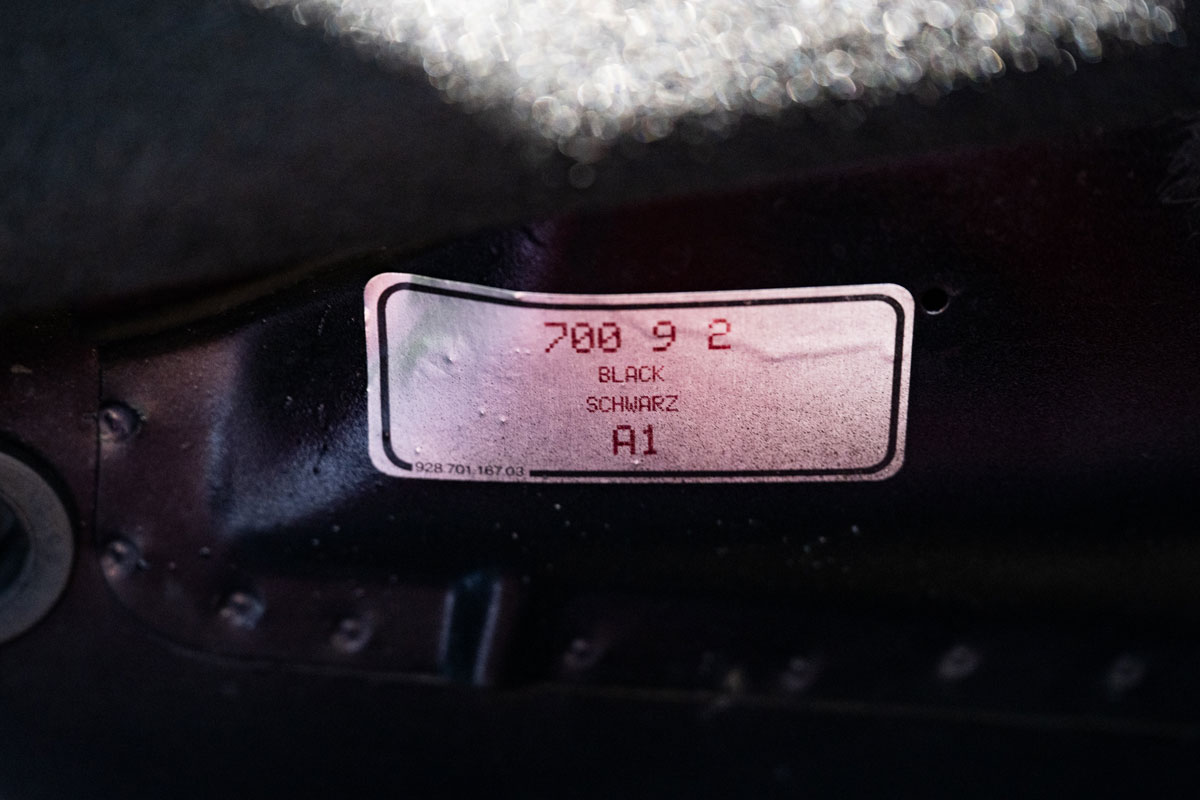 700 9 2
BLACK
SCHWARZ
A1
928.701.167.03